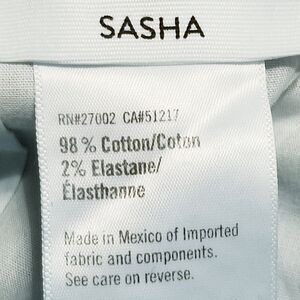 SASHA
RN#27002 CA#51217
98% Cotton/Coton
2% Elastane/
Élasthanne
Made in Mexico of Imported
fabric and components.
See care on reverse.